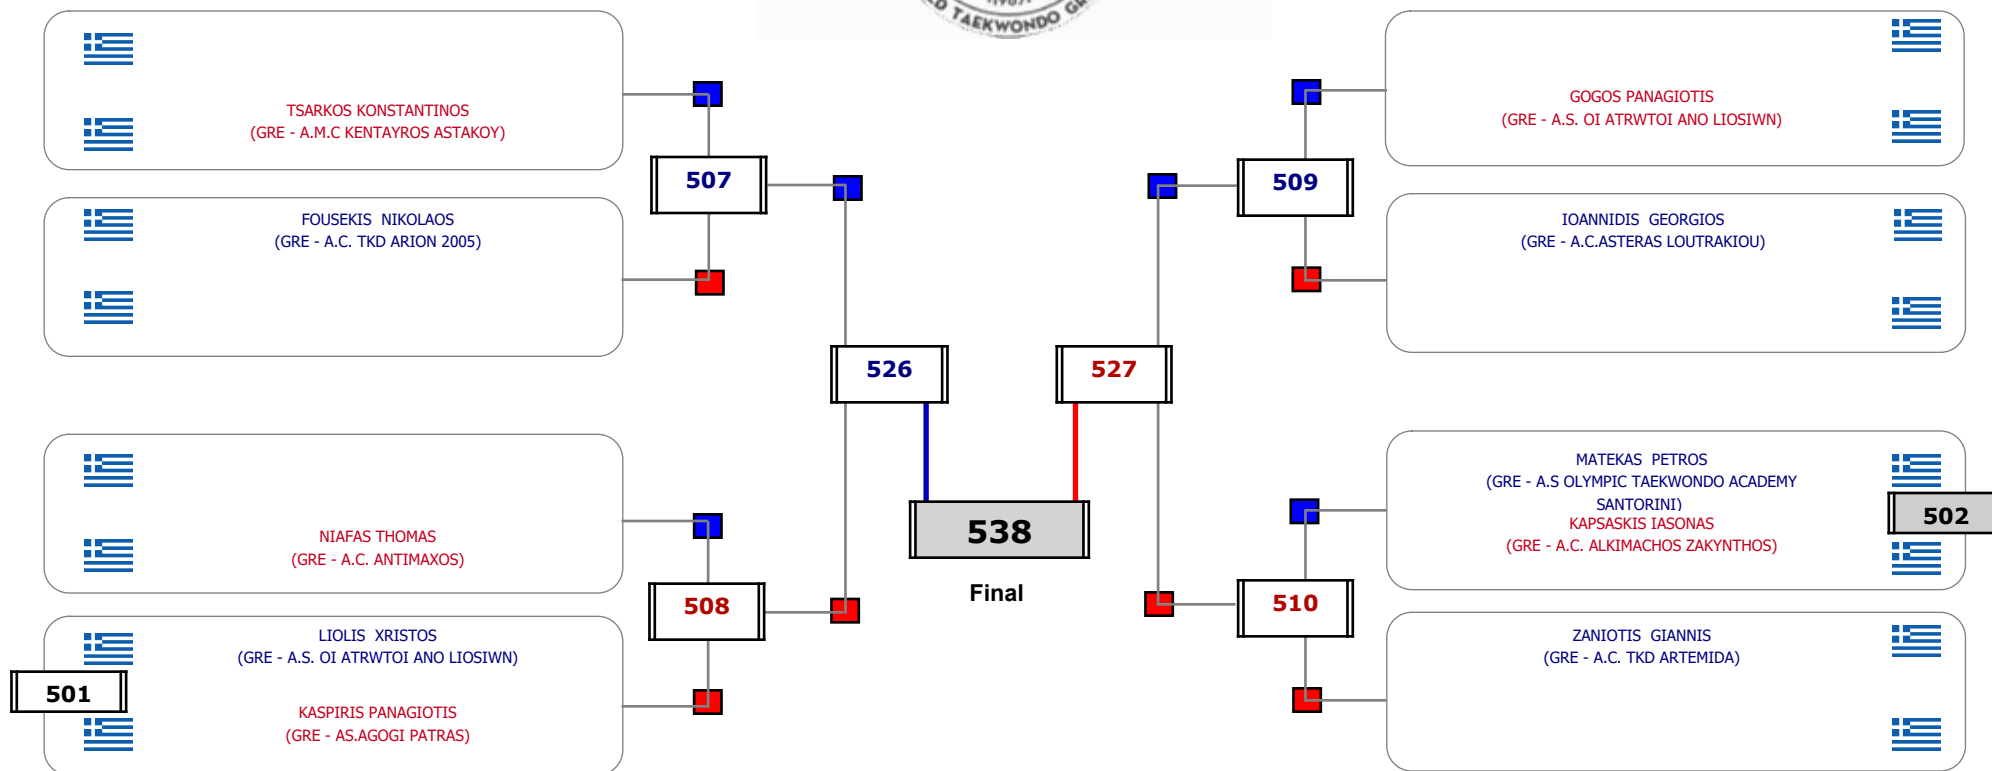 TAEKWONDO
TSARKOS KONSTANTINOS
(GRE - A.M.C KENTAYROS ASTAKOY)
507
FOUSEKIS NIKOLAOS
(GRE - A.C. TKD ARION 2005)
526
NIAFAS THOMAS
(GRE - A.C. ANTIMAXOS)
508
LIOLIS XRISTOS
(GRE - A.S. OI ATRWTOI ANO LIOSIWN)
501
KASPIRIS PANAGIOTIS
(GRE - AS.AGOGI PATRAS)
538
Final
GOGOS PANAGIOTIS
(GRE - A.S. OI ATRWTOI ANO LIOSIWN)
509
IOANNIDIS GEORGIOS
(GRE - A.C.ASTERAS LOUTRAKIOU)
527
MATEKAS PETROS
(GRE - A.S OLYMPIC TAEKWONDO ACADEMY
SANTORINI)
502
KAPSASKIS IASONAS
(GRE - A.C. ALKIMACHOS ZAKYNTHOS)
510
ZANIOTIS GIANNIS
(GRE - A.C. TKD ARTEMIDA)